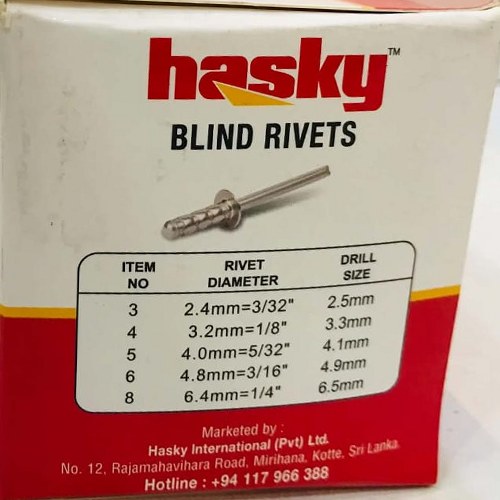 hasky™
BLIND RIVETS
ITEM NO RIVET DIAMETER DRILL SIZE
3 2.4mm=3/32" 2.5mm
4 3.2mm=1/8" 3.3mm
5 4.0mm=5/32" 4.1mm
6 4.8mm=3/16" 4.9mm
8 6.4mm=1/4" 6.5mm
Marketed by :
Hasky International (Pvt) Ltd.
No. 12, Rajamahavihara Road, Mirihana, Kotte, Sri Lanka.
Hotline : +94 117 966 388